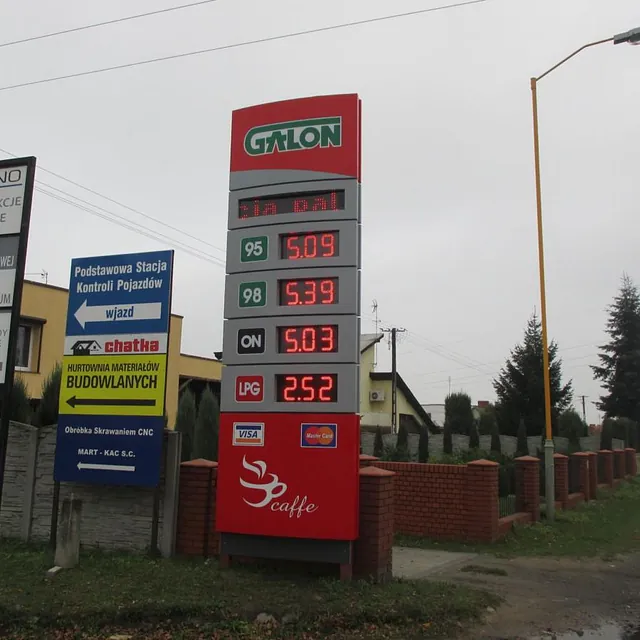 GALON
95 5.09
98 5.39
ON 5.03
LPG 2.52
VISA
MasterCard
caffe
Podstawowa Stacja
Kontroli Pojazdów
wjazd
chatka
HURTOWNIA MATERIAŁÓW
BUDOWLANYCH
Obróbka Skrawaniem CNC
MART - KAC S.C.